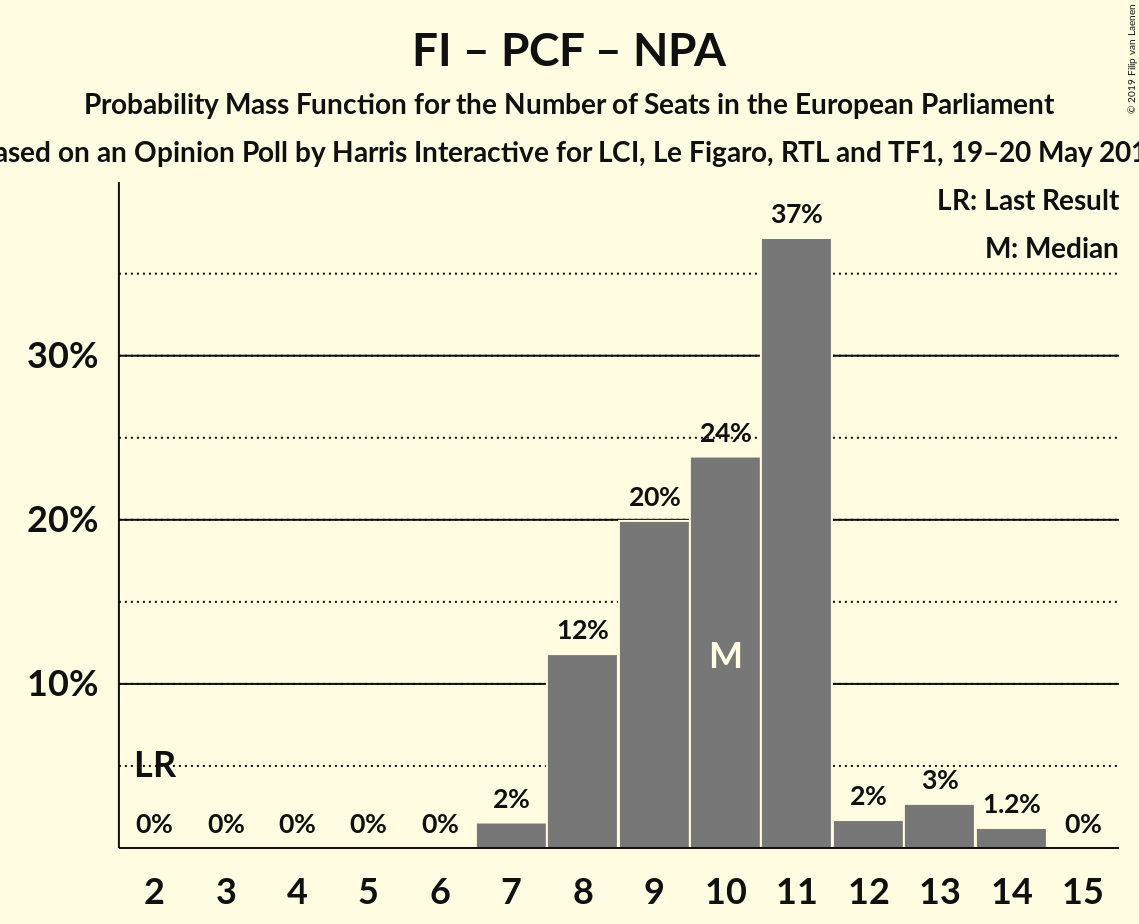 FI – PCF – NPA
Probability Mass Function for the Number of Seats in the European Parliament
ased on an Opinion Poll by Harris Interactive for LCI, Le Figaro, RTL and TF1, 19–20 May 201
© 2019 Filip van Laenen
LR: Last Result
M: Median
37%
30%
24%
20%
20%
12%
M
10%
LR
0% 0% 0% 0% 0% 2% 2% 3% 1.2% 0%
2 3 4 5 6 7 8 9 10 11 12 13 14 15